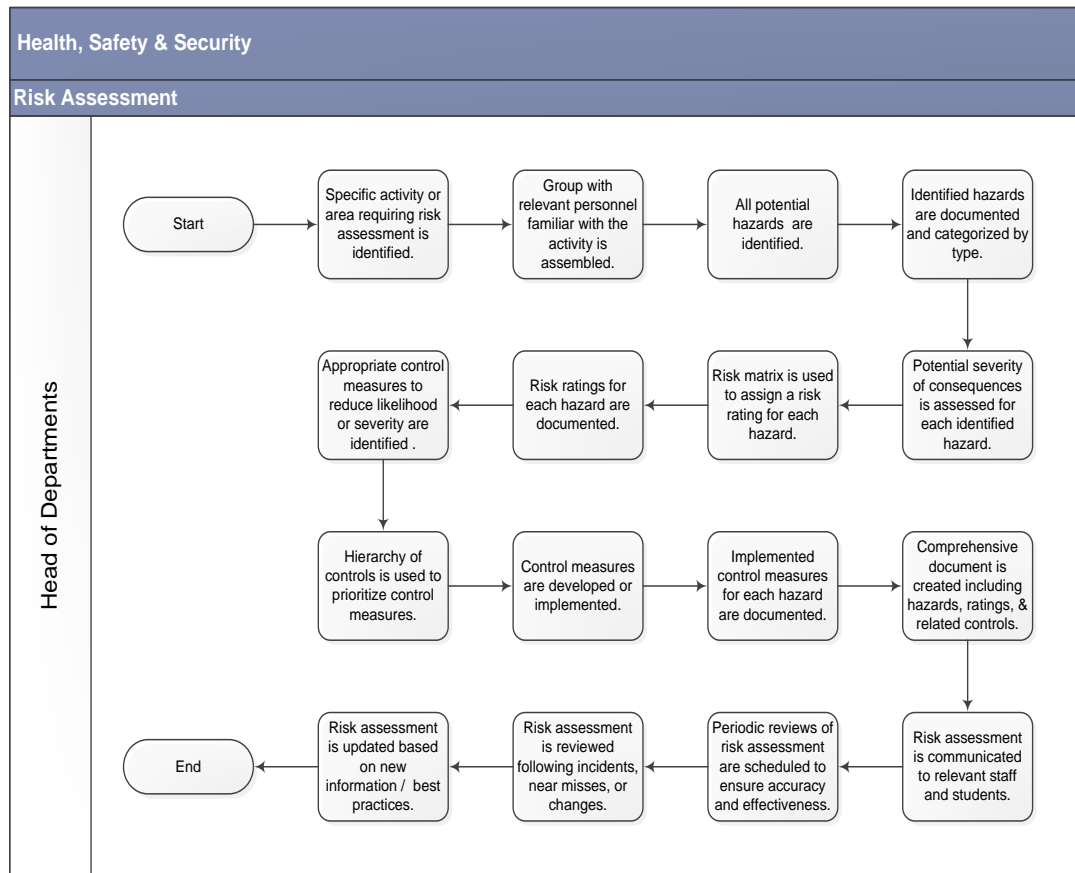 Health, Safety & Security
Risk Assessment
Head of Departments
Start
Specific activity or
area requiring risk
assessment is
identified.
Group with
relevant personnel
familiar with the
activity is
assembled.
All potential
hazards are
identified.
Identified hazards
are documented
and categorized by
type.
Potential severity
of consequences
is assessed for
each identified
hazard.
Risk matrix is used
to assign a risk
rating for each
hazard.
Risk ratings for
each hazard are
documented.
Appropriate control
measures to
reduce likelihood
or severity are
identified .
Hierarchy of
controls is used to
prioritize control
measures.
Control measures
are developed or
implemented.
Implemented
control measures
for each hazard
are documented.
Comprehensive
document is
created including
hazards, ratings, &
related controls.
Risk assessment
is communicated
to relevant staff
and students.
Periodic reviews of
risk assessment
are scheduled to
ensure accuracy
and effectiveness.
Risk assessment
is reviewed
following incidents,
near misses, or
changes.
Risk assessment
is updated based
on new
information / best
practices.
End